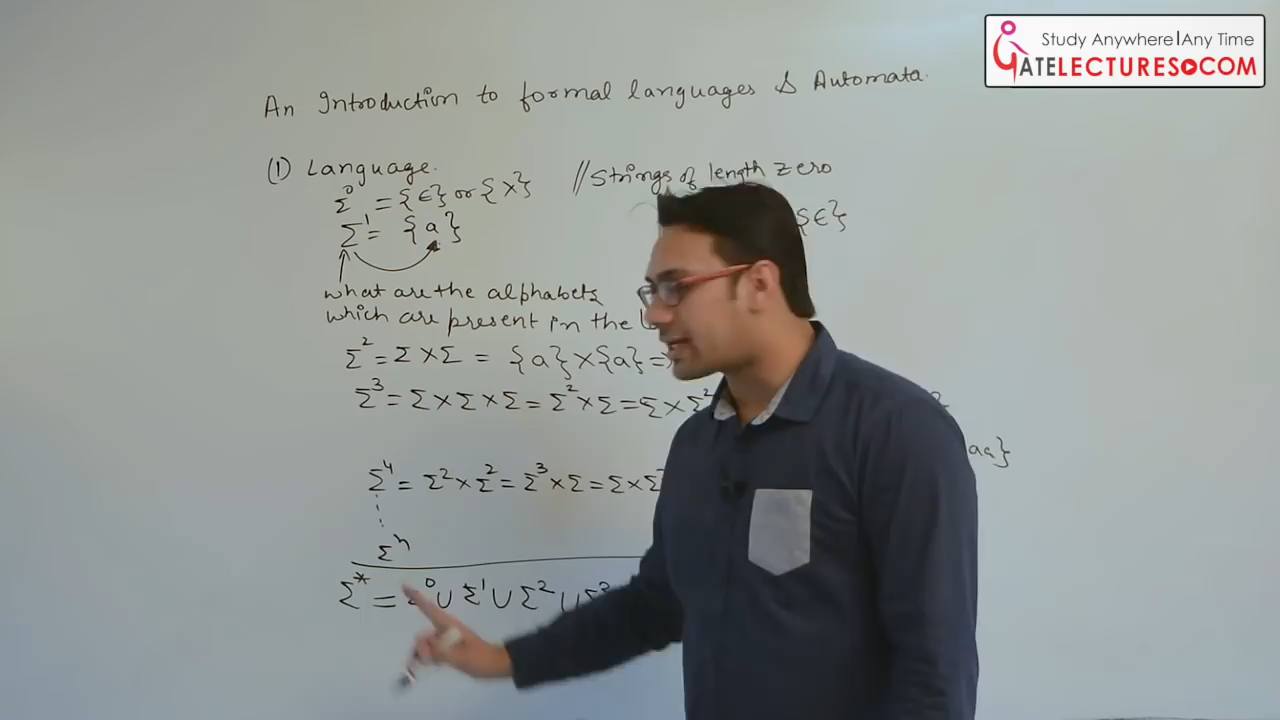 Study Anywhere|Any Time
GATELECTURES.COM
An Introduction to formal languages & Automata.
(1) Language.
//Strings of length zero
Σ⁰ = {ϵ} or {λ}
{ϵ}
Σ¹ = {a}
what are the alphabets
which are present in the
Σ² = Σ × Σ = {a} × {a} =
Σ³ = Σ × Σ × Σ = Σ² × Σ = Σ × Σ²
aa}
Σ⁴ = Σ² × Σ² = Σ³ × Σ = Σ × Σ
Σⁿ
Σ* = Σ⁰ ∪ Σ¹ ∪ Σ² ∪ Σ³